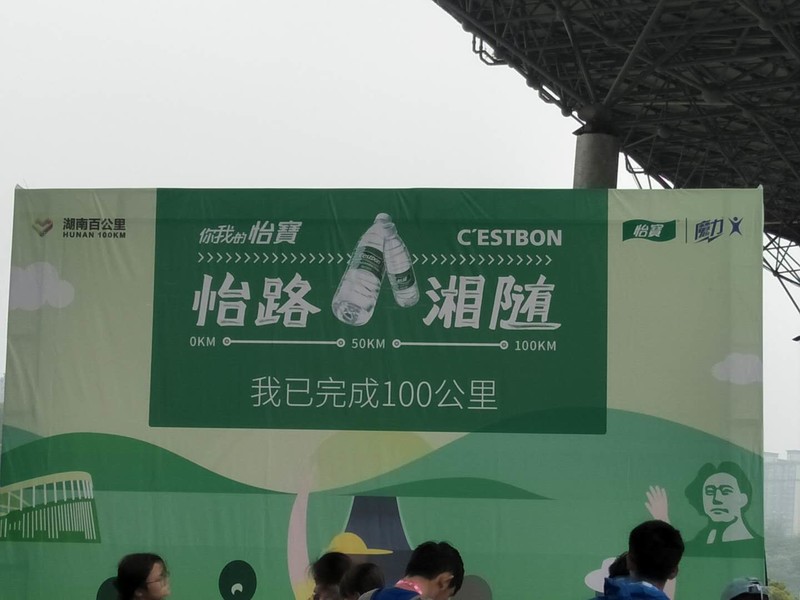 湖南百公里
HUNAN 100KM
你我的怡寶
C'ESTBON
怡寶
魔力
怡路
湘随
0KM 50KM 100KM
我已完成100公里